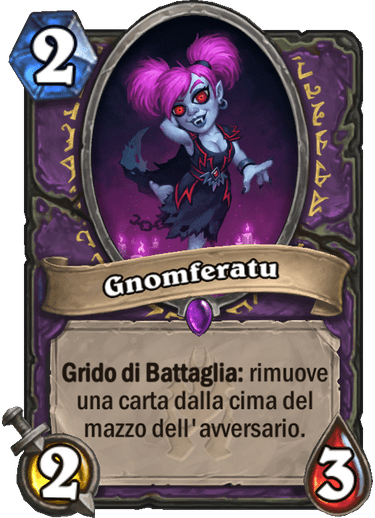 2
Gnomferatu
Grido di Battaglia: rimuove
una carta dalla cima del
mazzo dell'avversario.
2
3